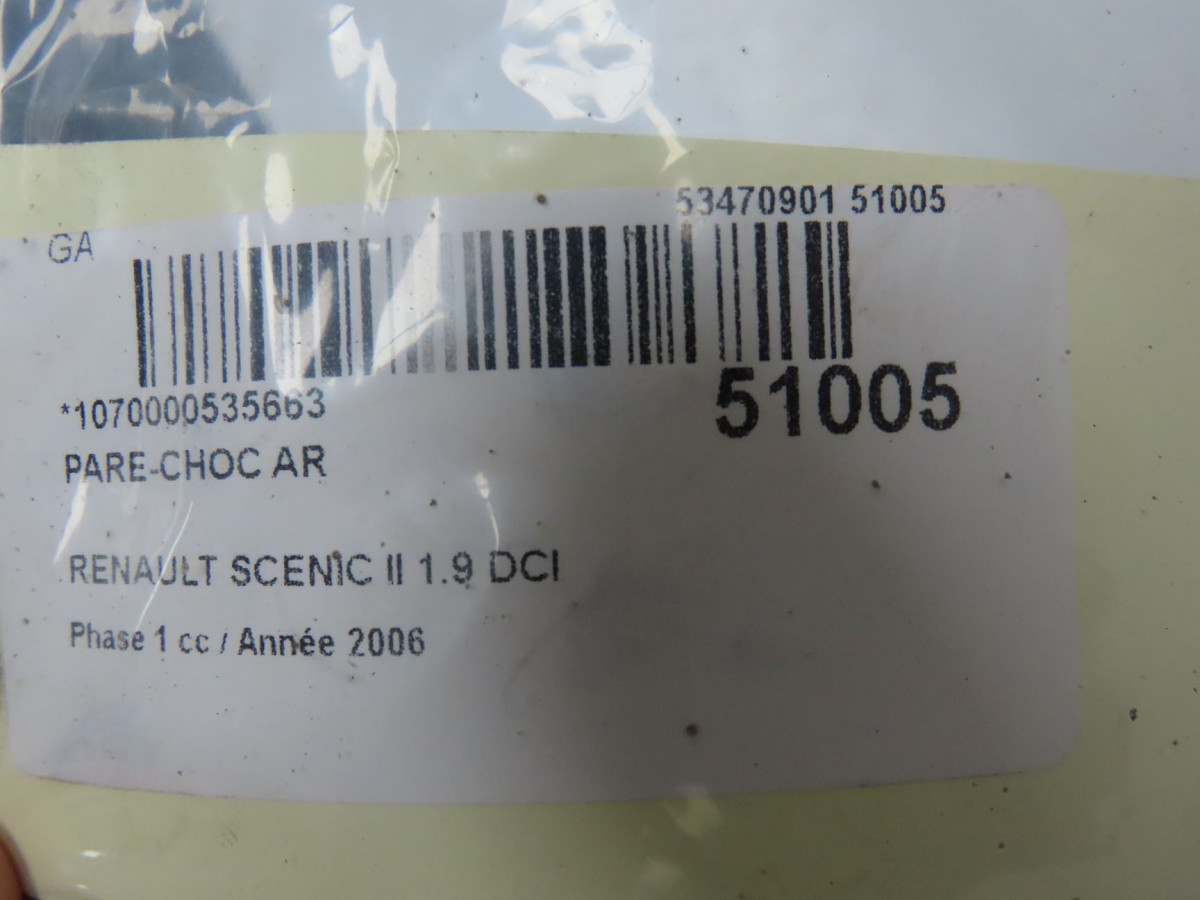 53470901 51005
GA
*1070000535663
51005
PARE-CHOC AR
RENAULT SCENIC II 1.9 DCI
Phase 1 cc / Année 2006